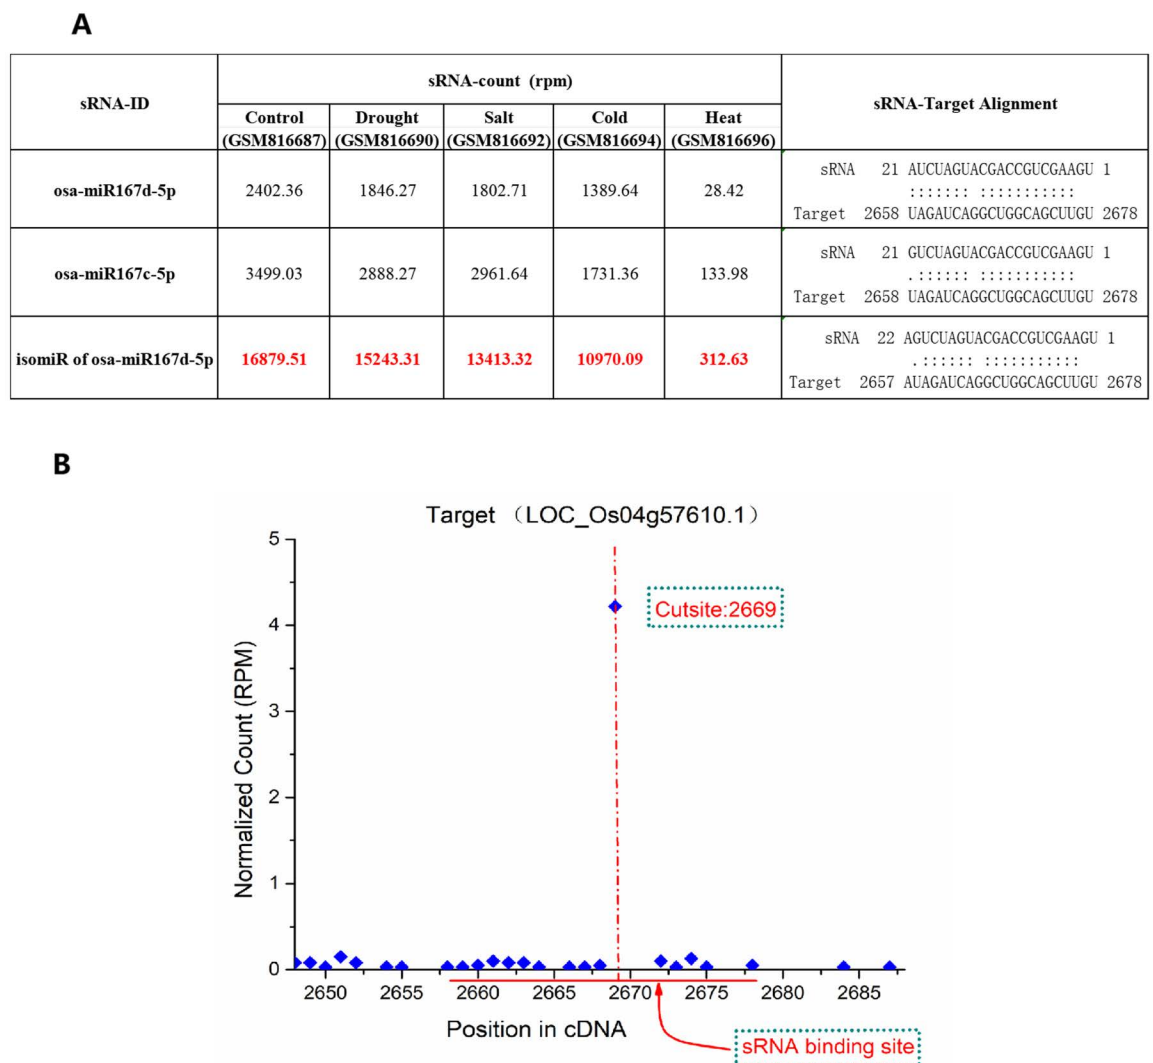 A
sRNA-ID
sRNA-count (rpm)
sRNA-Target Alignment
Control Drought Salt Cold Heat
(GSM816687) (GSM816690) (GSM816692) (GSM816694) (GSM816696)
osa-miR167d-5p 2402.36 1846.27 1802.71 1389.64 28.42
sRNA 21 AUCUAGUACGACCGUCGAAGU 1
::::::: :::::::::::
Target 2658 UAGAUCAGGCUGGCAGCUUGU 2678
osa-miR167c-5p 3499.03 2888.27 2961.64 1731.36 133.98
sRNA 21 GUCUAGUACGACCGUCGAAGU 1
.:::::: :::::::::::
Target 2658 UAGAUCAGGCUGGCAGCUUGU 2678
isomiR of osa-miR167d-5p 16879.51 15243.31 13413.32 10970.09 312.63
sRNA 22 AGUCUAGUACGACCGUCGAAGU 1
.:::::: :::::::::::
Target 2657 AUAGAUCAGGCUGGCAGCUUGU 2678
B
Target （LOC_Os04g57610.1）
Normalized Count (RPM)
5
4
3
2
1
0
Cutsite:2669
2650 2655 2660 2665 2670 2675 2680 2685
Position in cDNA
sRNA binding site